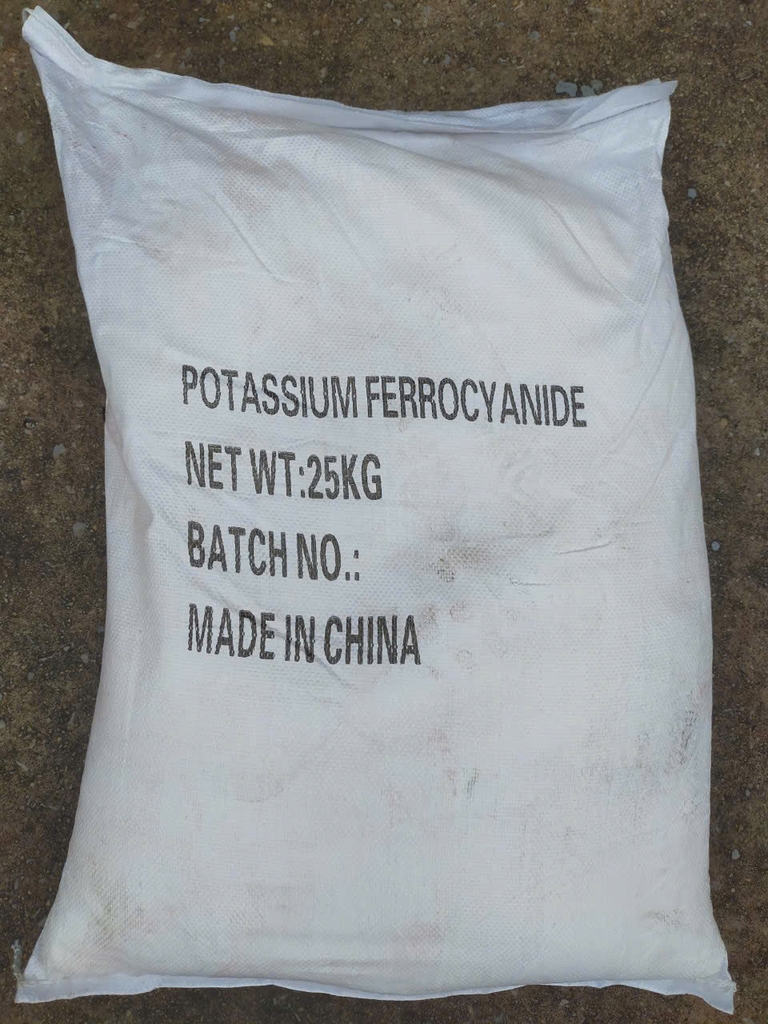 POTASSIUM FERROCYANIDE
NET WT:25KG
BATCH NO.:
MADE IN CHINA